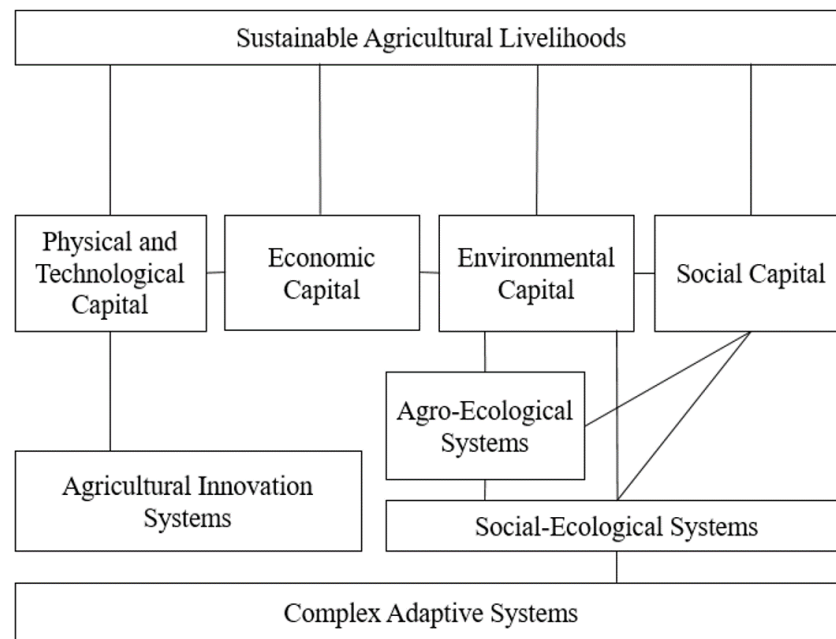 Sustainable Agricultural Livelihoods
Physical and
Technological
Capital
Economic
Capital
Environmental
Capital
Social Capital
Agro-Ecological
Systems
Agricultural Innovation
Systems
Social-Ecological Systems
Complex Adaptive Systems